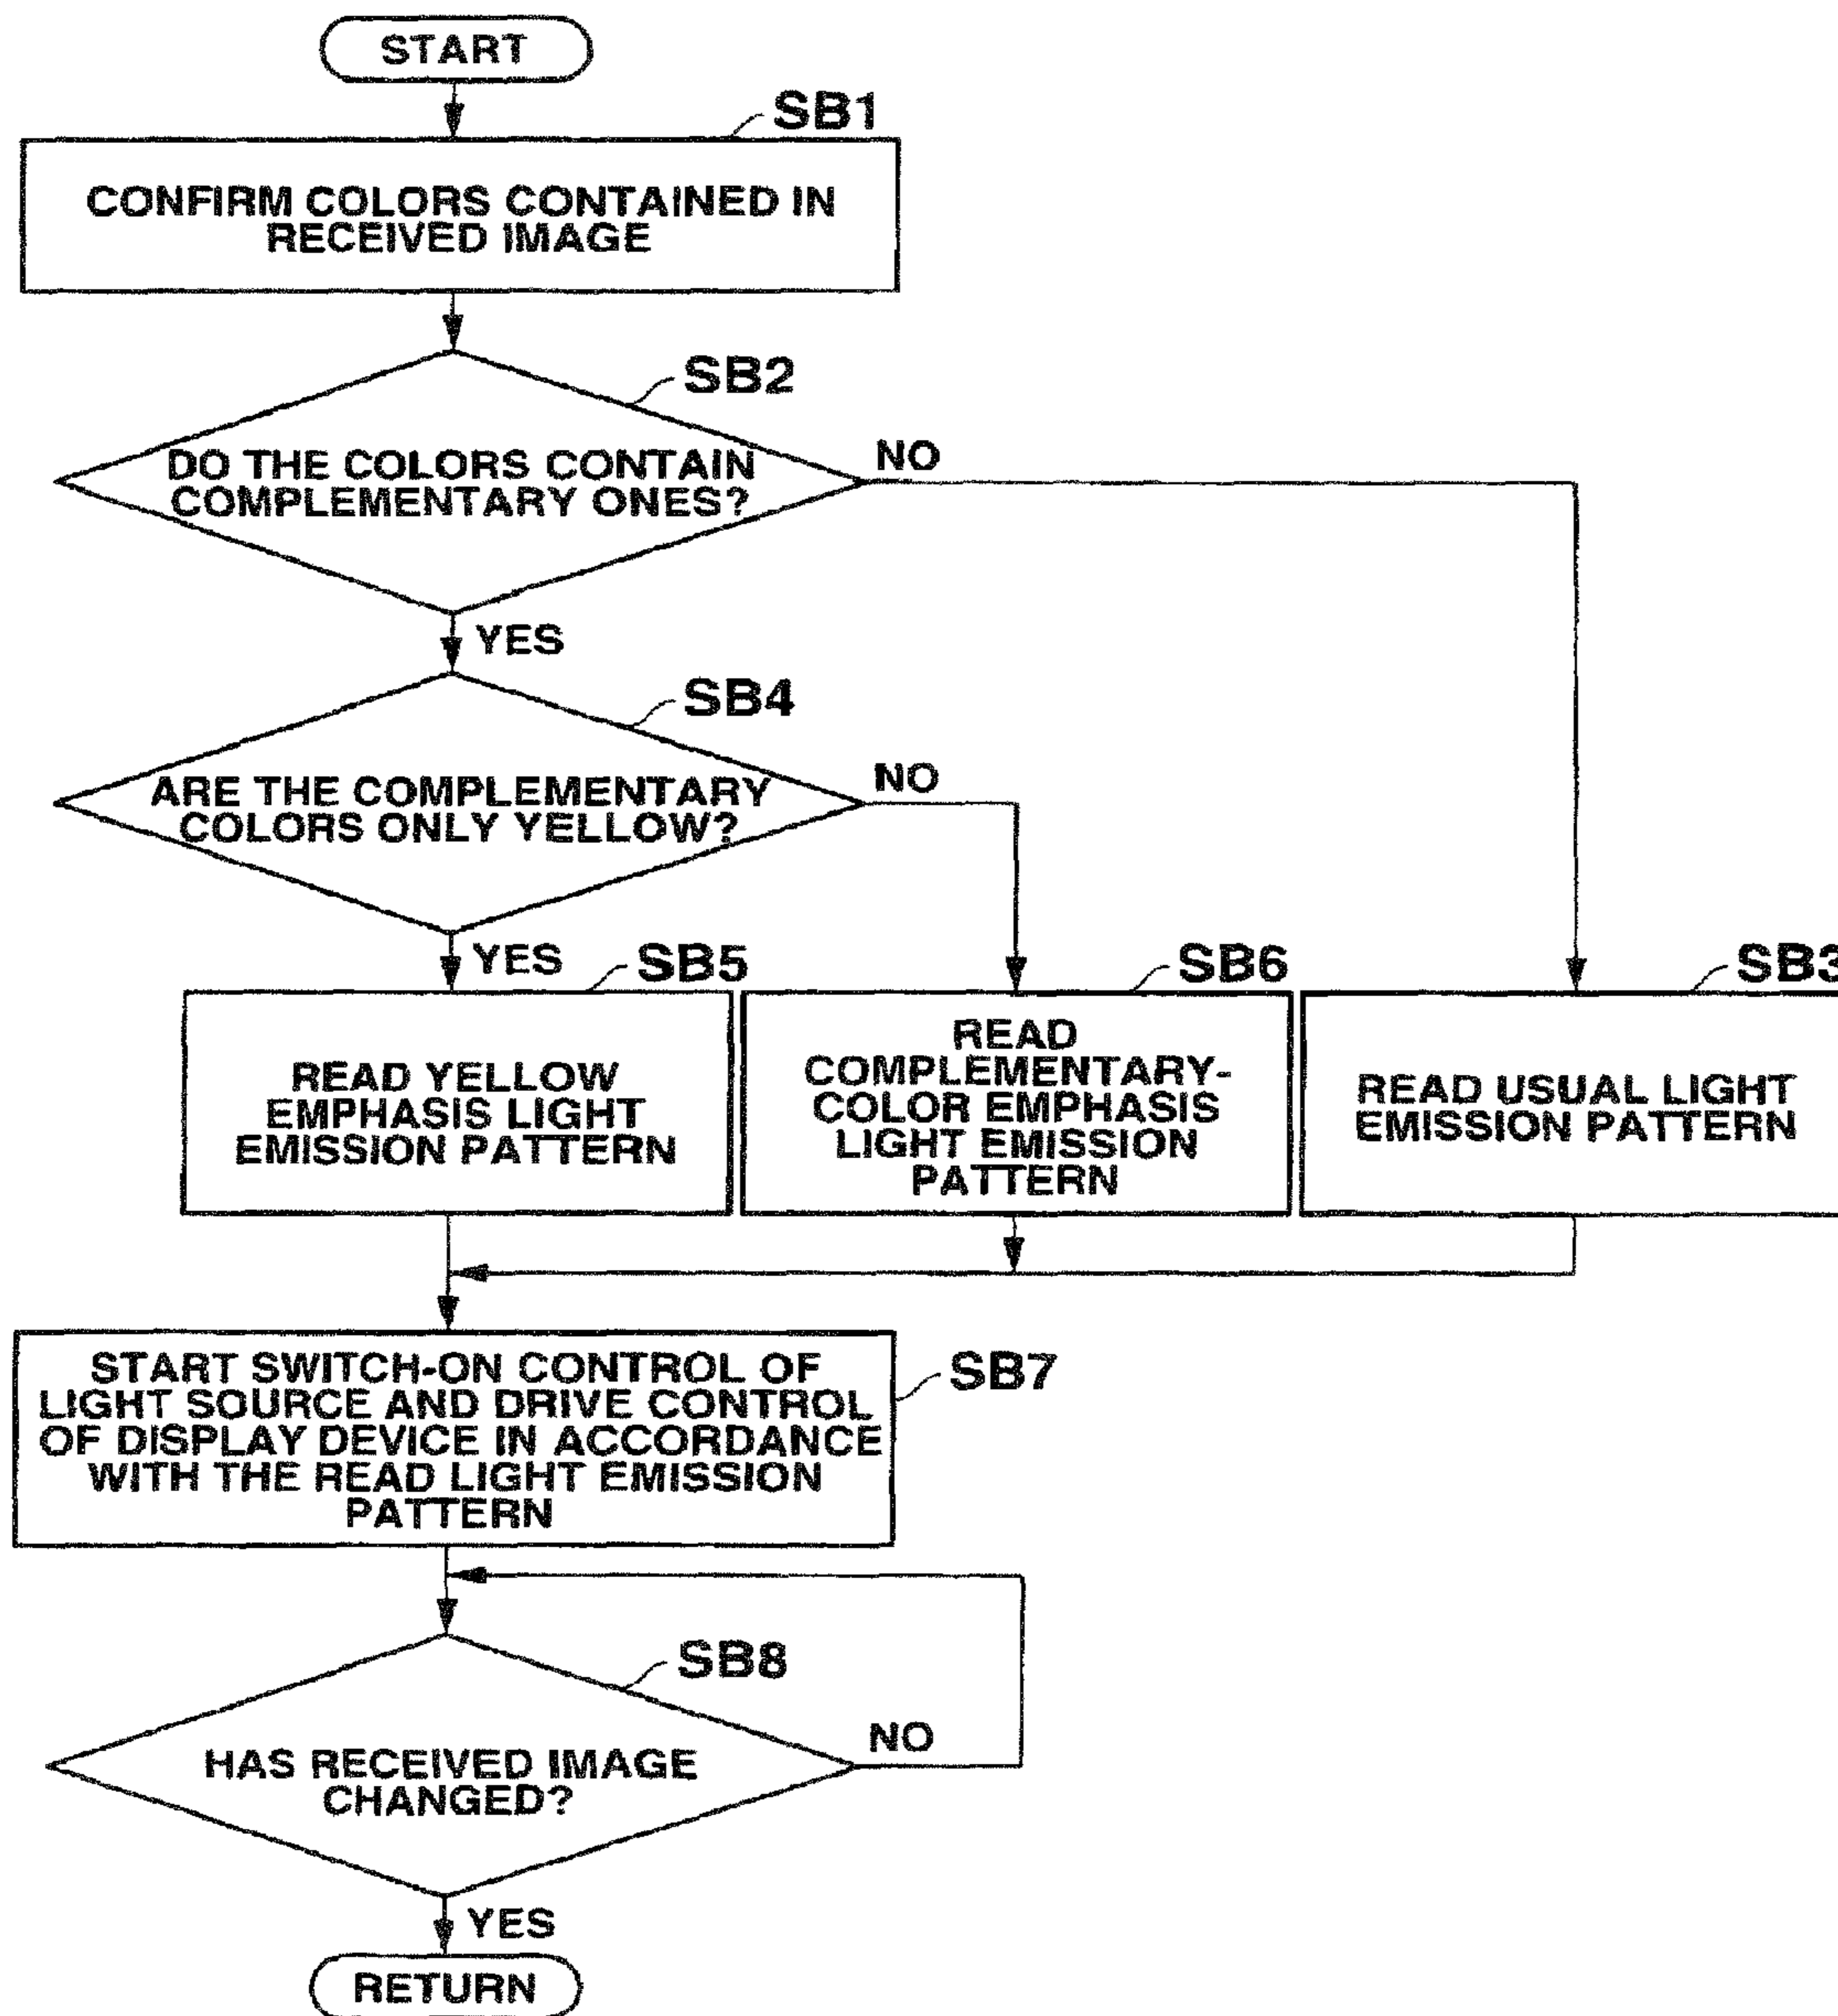 START
SB1
CONFIRM COLORS CONTAINED IN
RECEIVED IMAGE
SB2
DO THE COLORS CONTAIN
COMPLEMENTARY ONES?
NO
YES
SB4
ARE THE COMPLEMENTARY
COLORS ONLY YELLOW?
NO
YES
SB5
SB6
SB3
READ YELLOW
EMPHASIS LIGHT
EMISSION PATTERN
READ
COMPLEMENTARY-
COLOR EMPHASIS
LIGHT EMISSION
PATTERN
READ USUAL LIGHT
EMISSION PATTERN
START SWITCH-ON CONTROL OF
LIGHT SOURCE AND DRIVE CONTROL
OF DISPLAY DEVICE IN ACCORDANCE
WITH THE READ LIGHT EMISSION
PATTERN
SB7
SB8
HAS RECEIVED IMAGE
CHANGED?
NO
YES
RETURN